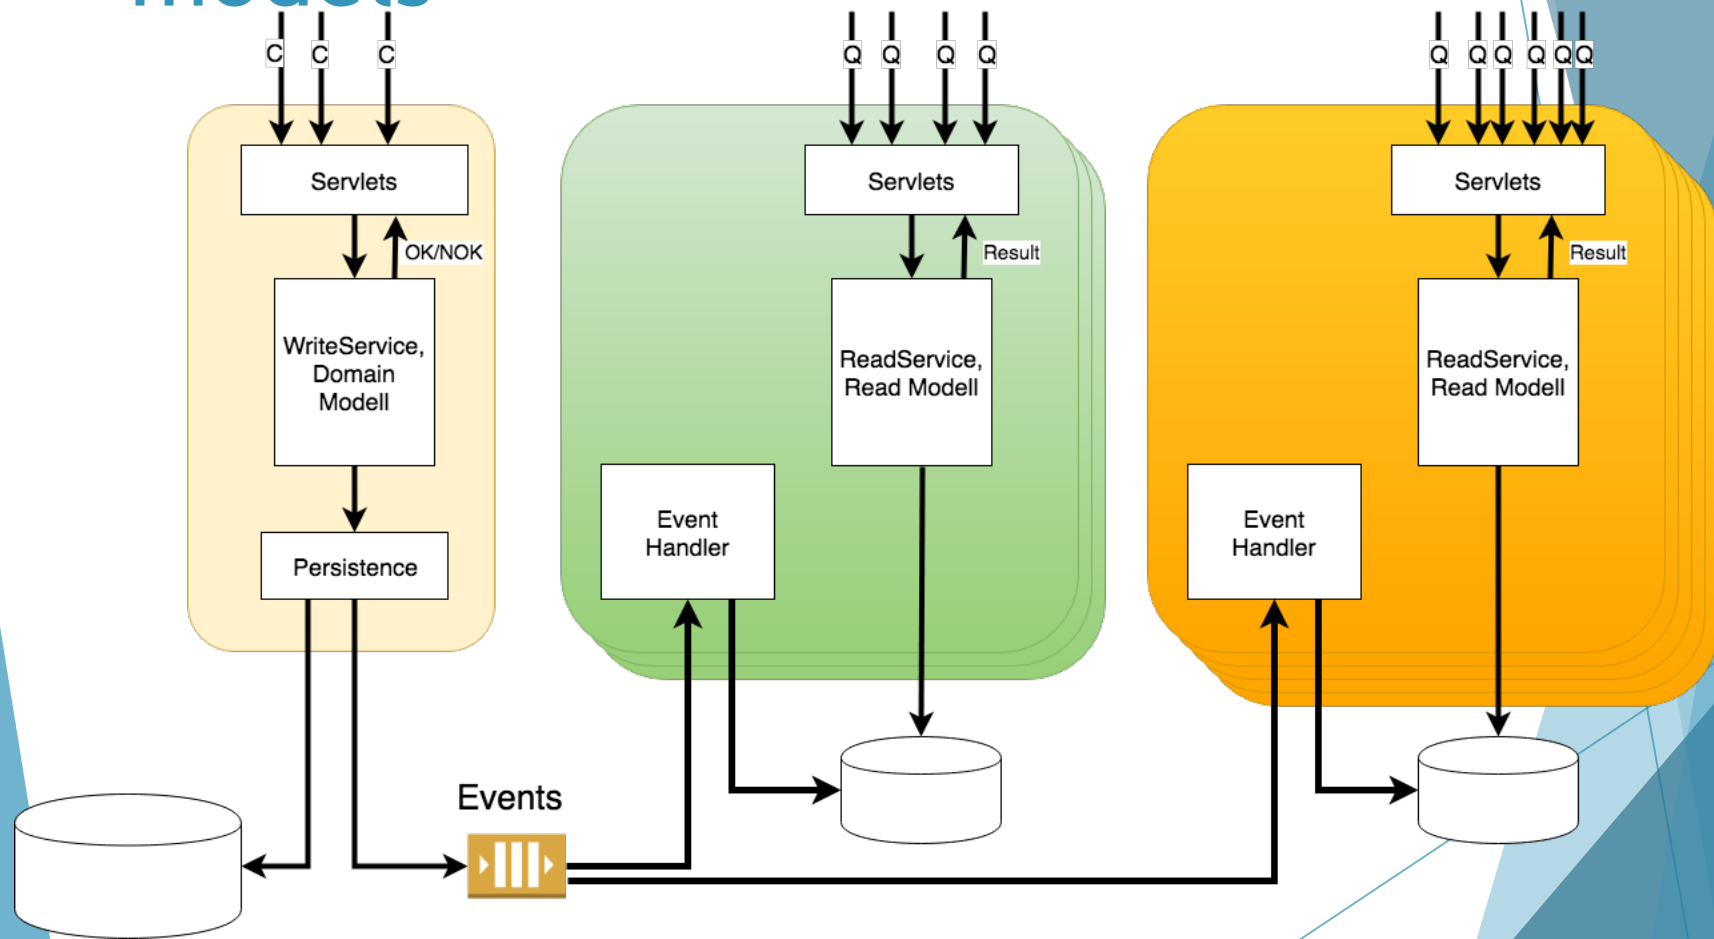 models
C C C
Q Q Q Q
Q Q Q Q Q Q
Servlets
OK/NOK
WriteService,
Domain
Modell
Persistence
Servlets
Result
ReadService,
Read Modell
Event
Handler
Servlets
Result
ReadService,
Read Modell
Event
Handler
Events